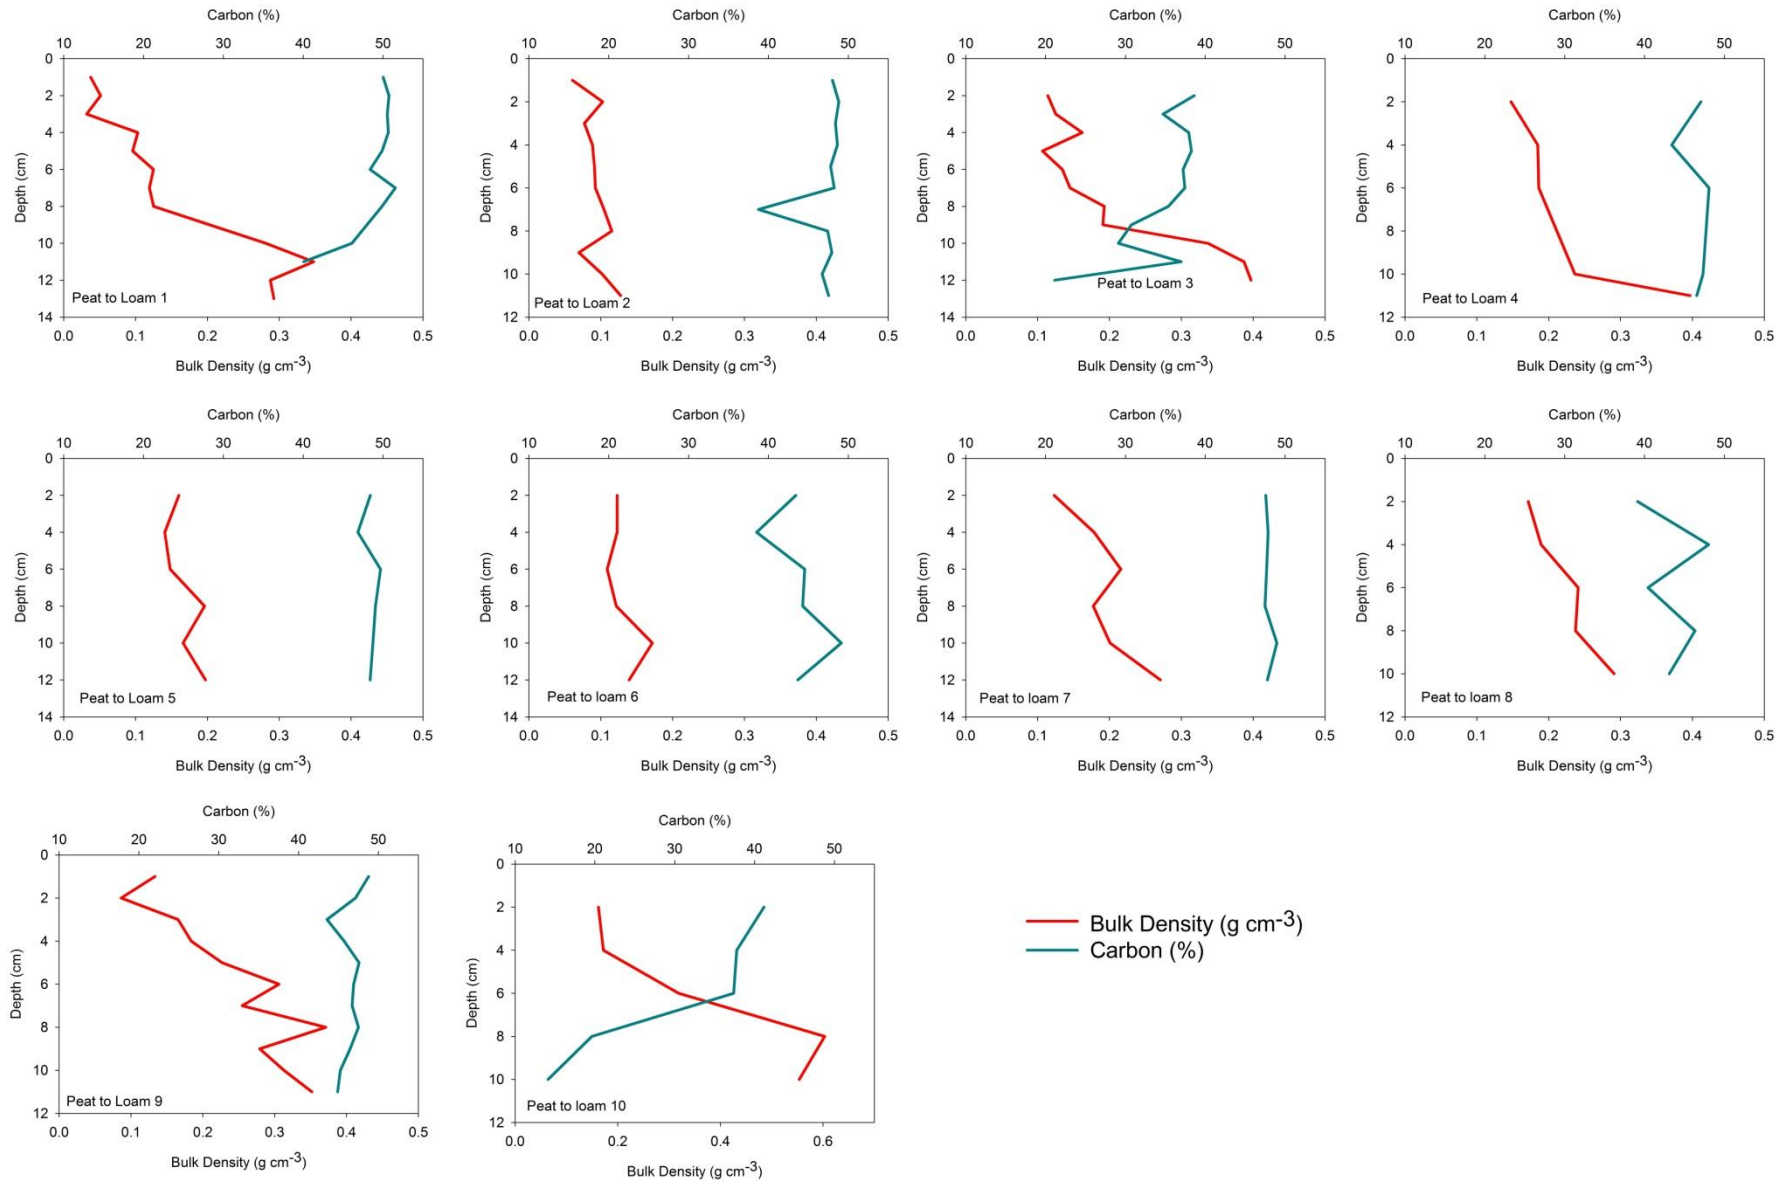 Carbon (%)
10 20 30 40 50
0
2
4
6
8
10
12
14
Depth (cm)
Peat to Loam 1
0.0 0.1 0.2 0.3 0.4 0.5
Bulk Density (g cm-3)
Carbon (%)
10 20 30 40 50
0
2
4
6
8
10
12
Depth (cm)
Peat to Loam 2
0.0 0.1 0.2 0.3 0.4 0.5
Bulk Density (g cm-3)
Carbon (%)
10 20 30 40 50
0
2
4
6
8
10
12
14
Depth (cm)
Peat to Loam 3
0.0 0.1 0.2 0.3 0.4 0.5
Bulk Density (g cm-3)
Carbon (%)
10 20 30 40 50
0
2
4
6
8
10
12
Depth (cm)
Peat to Loam 4
0.0 0.1 0.2 0.3 0.4 0.5
Bulk Density (g cm-3)
Carbon (%)
10 20 30 40 50
0
2
4
6
8
10
12
14
Depth (cm)
Peat to Loam 5
0.0 0.1 0.2 0.3 0.4 0.5
Bulk Density (g cm-3)
Carbon (%)
10 20 30 40 50
0
2
4
6
8
10
12
14
Depth (cm)
Peat to loam 6
0.0 0.1 0.2 0.3 0.4 0.5
Bulk Density (g cm-3)
Carbon (%)
10 20 30 40 50
0
2
4
6
8
10
12
14
Depth (cm)
Peat to loam 7
0.0 0.1 0.2 0.3 0.4 0.5
Bulk Density (g cm-3)
Carbon (%)
10 20 30 40 50
0
2
4
6
8
10
12
Depth (cm)
Peat to loam 8
0.0 0.1 0.2 0.3 0.4 0.5
Bulk Density (g cm-3)
Carbon (%)
10 20 30 40 50
0
2
4
6
8
10
12
Depth (cm)
Peat to Loam 9
0.0 0.1 0.2 0.3 0.4 0.5
Bulk Density (g cm-3)
Carbon (%)
10 20 30 40 50
0
2
4
6
8
10
12
Depth (cm)
Peat to loam 10
0.0 0.2 0.4 0.6
Bulk Density (g cm-3)
Bulk Density (g cm-3)
Carbon (%)